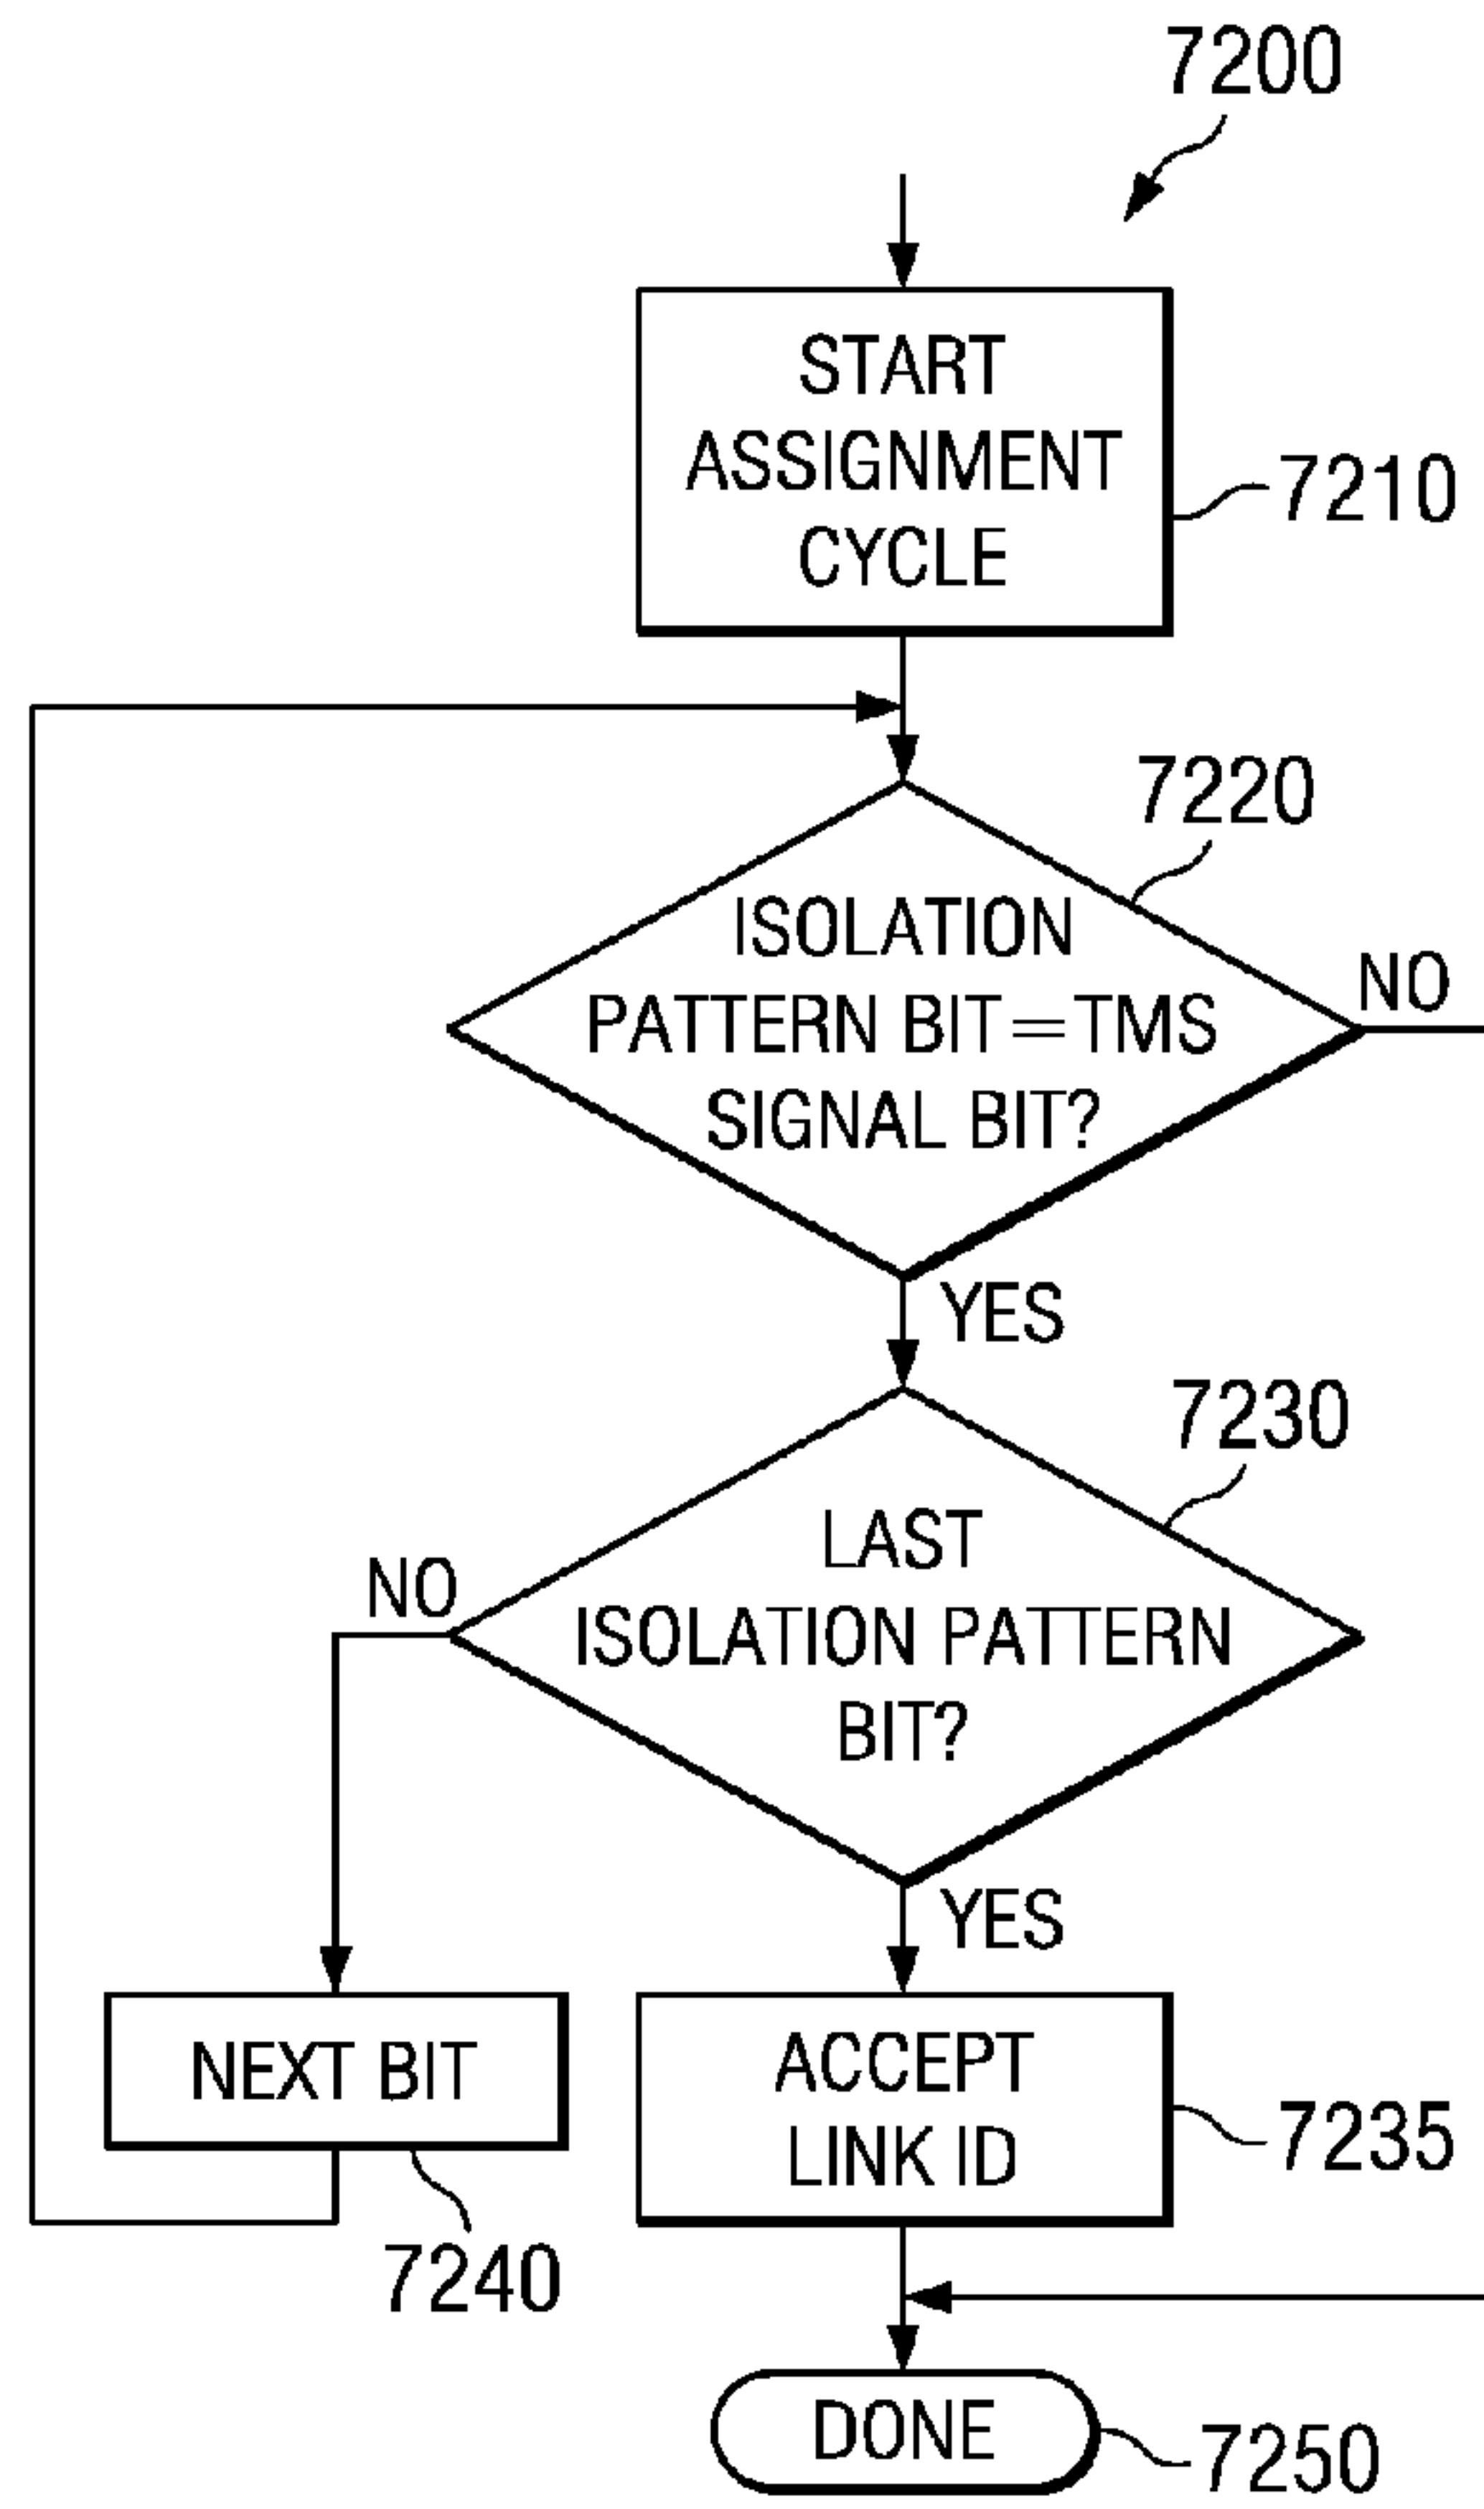 7200
START
ASSIGNMENT
CYCLE
7210
7220
ISOLATION
PATTERN BIT=TMS
SIGNAL BIT?
NO
YES
7230
LAST
ISOLATION PATTERN
BIT?
NO
YES
NEXT BIT
7240
ACCEPT
LINK ID
7235
DONE
7250